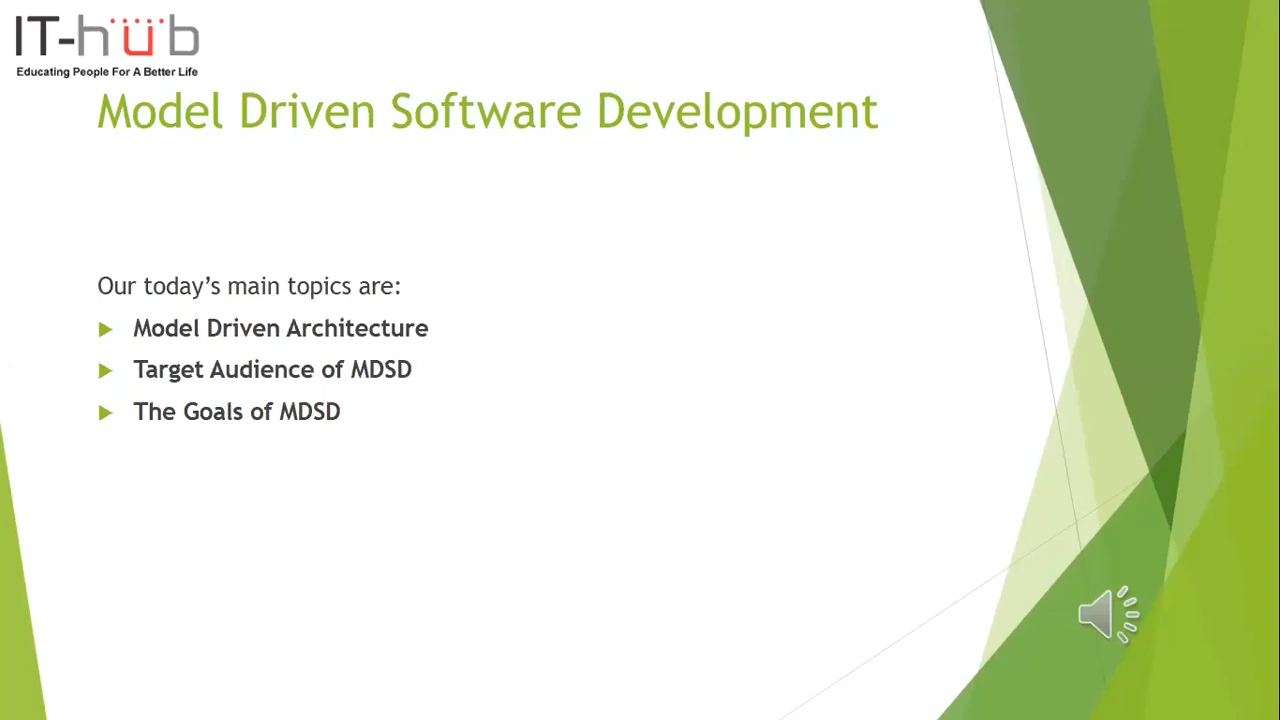 IT-hub
Educating People For A Better Life
Model Driven Software Development
Our today's main topics are:
Model Driven Architecture
Target Audience of MDSD
The Goals of MDSD